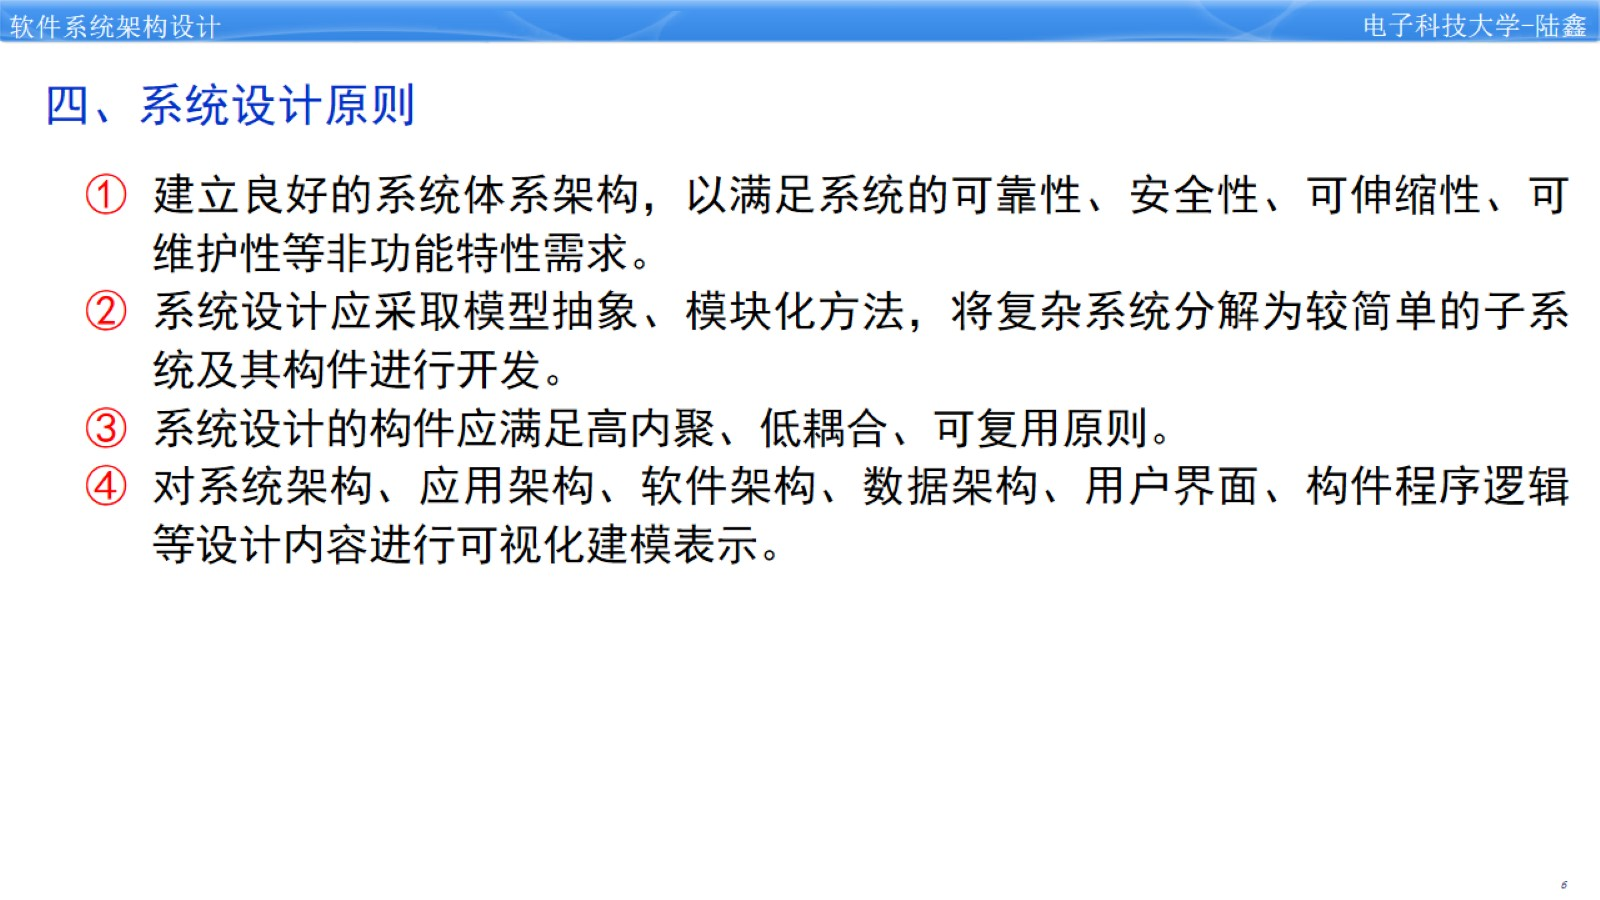 软件系统架构设计
电子科技大学-陆鑫
四、系统设计原则
① 建立良好的系统体系架构，以满足系统的可靠性、安全性、可伸缩性、可
维护性等非功能特性需求。
② 系统设计应采取模型抽象、模块化方法，将复杂系统分解为较简单的子系
统及其构件进行开发。
③ 系统设计的构件应满足高内聚、低耦合、可复用原则。
④ 对系统架构、应用架构、软件架构、数据架构、用户界面、构件程序逻辑
等设计内容进行可视化建模表示。
6